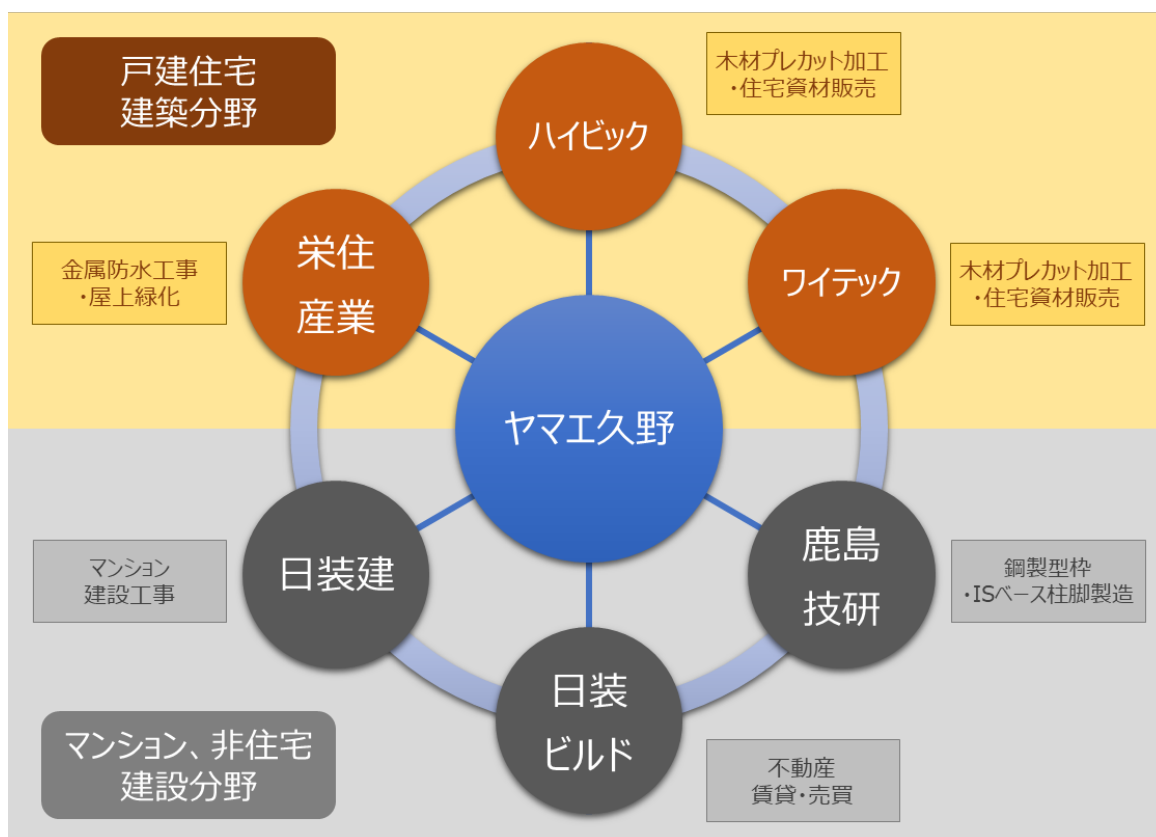 戸建住宅
建築分野
ハイビック
木材プレカット加工
・住宅資材販売
栄住
産業
金属防水工事
・屋上緑化
ワイテック
木材プレカット加工
・住宅資材販売
ヤマエ久野
日装建
マンション
建設工事
鹿島
技研
鋼製型枠
・ISベース柱脚製造
日装
ビルド
不動産
賃貸・売買
マンション、非住宅
建設分野